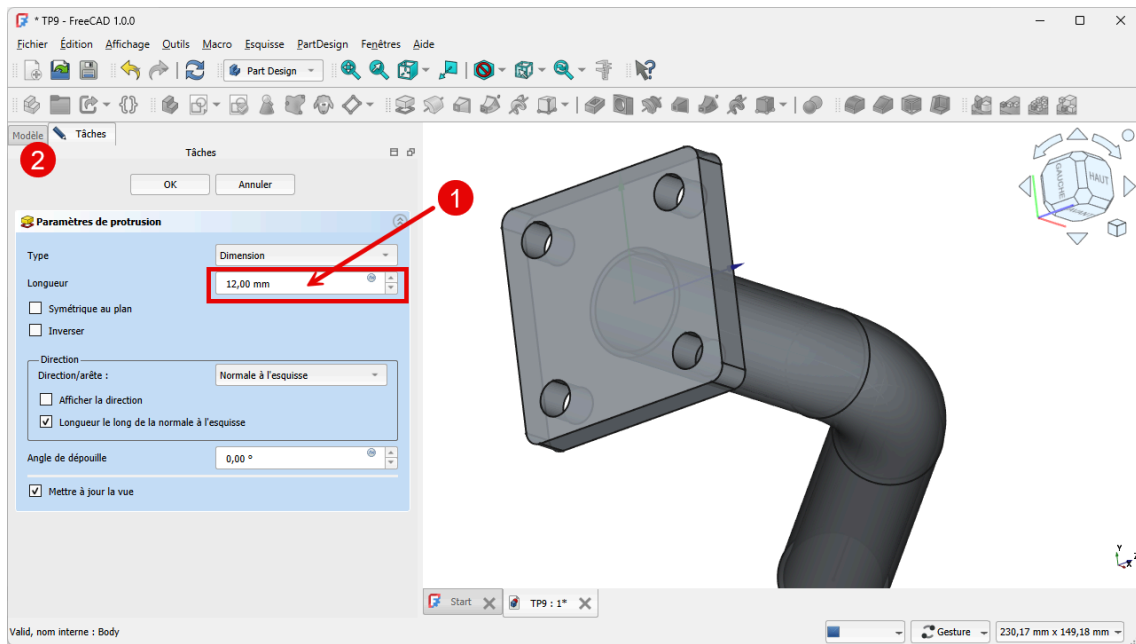 * TP9 - FreeCAD 1.0.0
Fichier Édition Affichage Outils Macro Esquisse PartDesign Fenêtres Aide
Part Design
Modèle Tâches
2
Tâches
OK Annuler
1
Paramètres de protrusion
Type Dimension
Longueur 12,00 mm
Symétrique au plan
Inverser
Direction
Direction/arête : Normale à l'esquisse
Afficher la direction
Longueur le long de la normale à l'esquisse
Angle de dépouille 0,00 °
Mettre à jour la vue
GAUCHE HAUT
Y
Z
X
Start TP9 : 1*
Valid, nom interne : Body
Gesture 230,17 mm x 149,18 mm